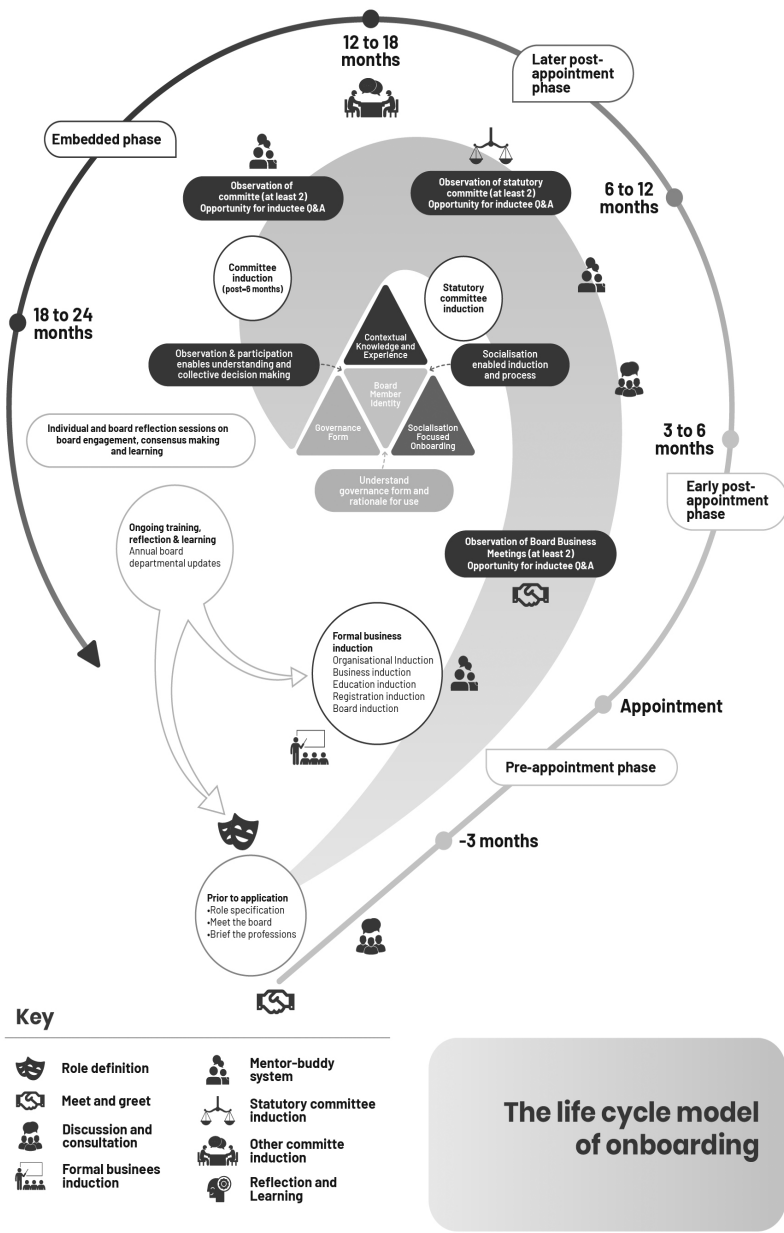 12 to 18
months
Later post-
appointment
phase
Embedded phase
Observation of
committe (at least 2)
Opportunity for inductee Q&A
Observation of statutory
committe (at least 2)
Opportunity for inductee Q&A
6 to 12
months
Committee
induction
(post=6 months)
Statutory
committee
induction
18 to 24
months
Contextual
Knowledge and
Experience
Observation & participation
enables understanding and
collective decision making
Socialisation
enabled induction
and process
Board
Member
Identity
Governance
Form
Socialisation
Focused
Onboarding
Individual and board reflection sessions on
board engagement, consensus making
and learning
3 to 6
months
Understand
governance form and
rationale for use
Early post-
appointment
phase
Ongoing training,
reflection & learning
Annual board
departmental updates
Observation of Board Business
Meetings (at least 2)
Opportunity for inductee Q&A
Formal business
induction
Organisational Induction
Business induction
Education induction
Registration induction
Board induction
Appointment
Pre-appointment phase
-3 months
Prior to application
•Role specification
•Meet the board
•Brief the professions
Key
Role definition
Meet and greet
Discussion and
consultation
Formal businees
induction
Mentor-buddy
system
Statutory committee
induction
Other committe
induction
Reflection and
Learning
The life cycle model
of onboarding